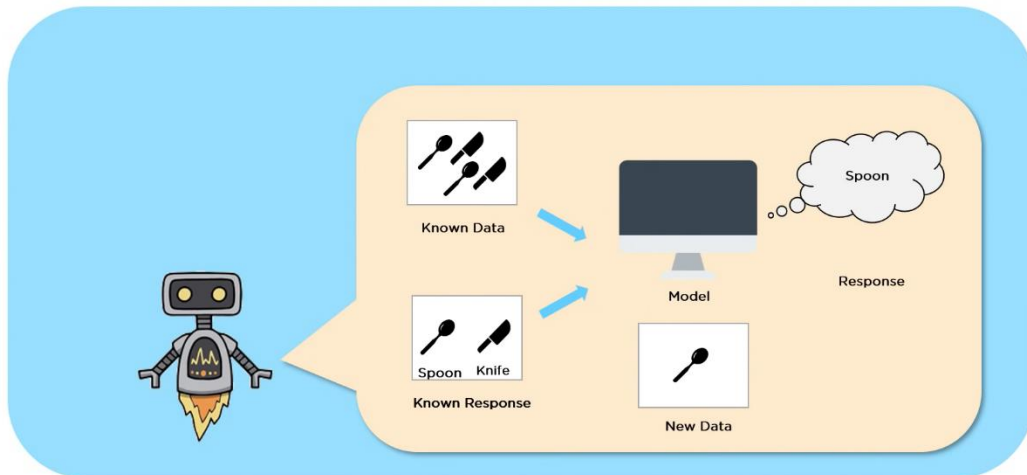 Known Data
Spoon Knife
Known Response
Model
New Data
Spoon
Response